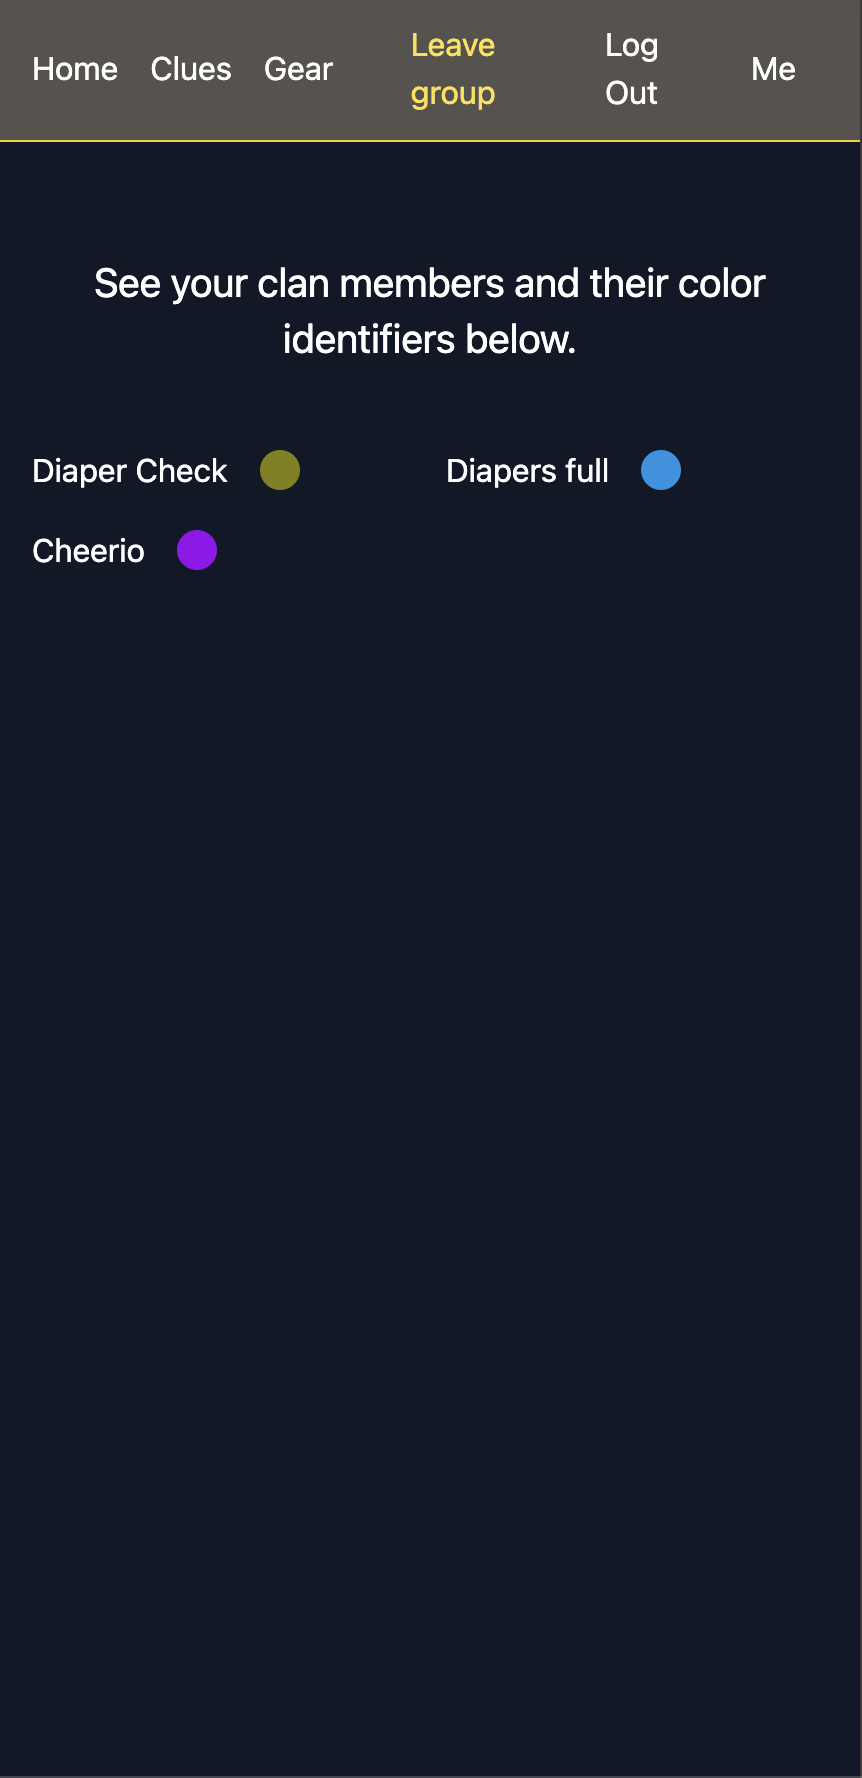 Home Clues Gear Leave group Log Out Me
See your clan members and their color
identifiers below.
Diaper Check Diapers full
Cheerio